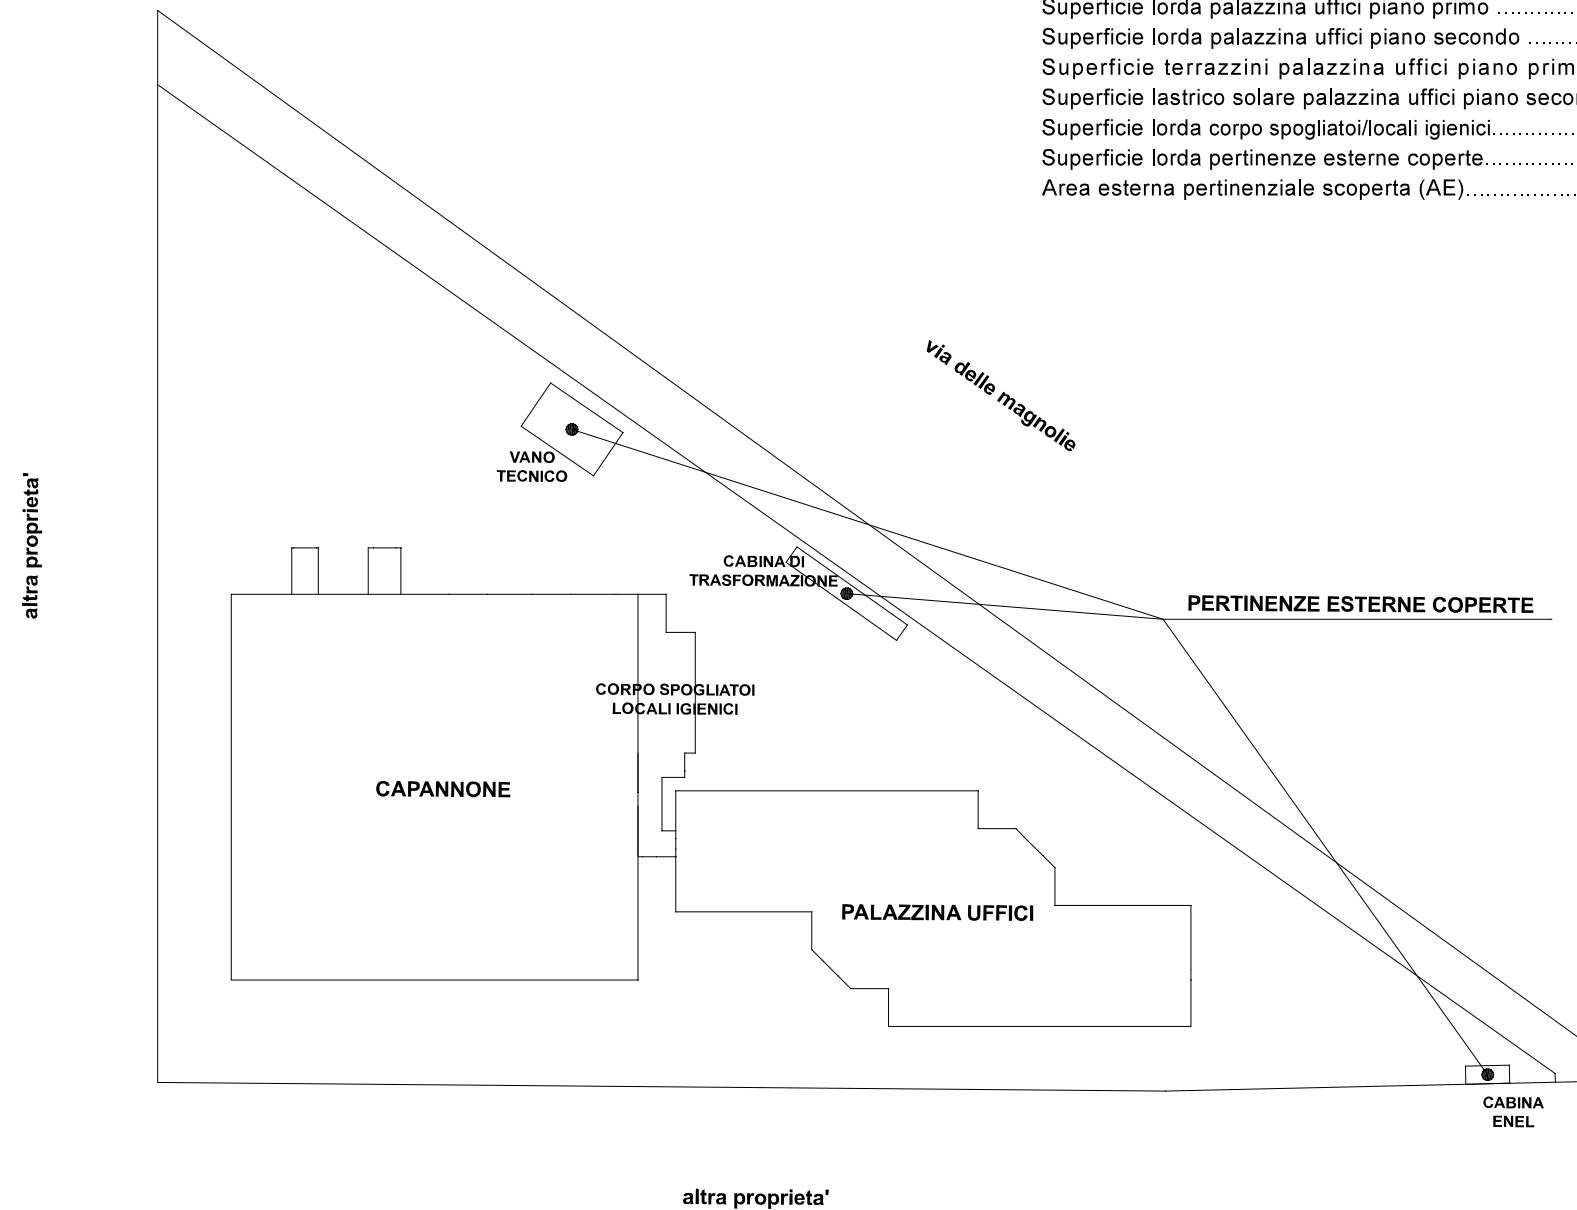 Superficie lorda palazzina uffici piano primo ............
Superficie lorda palazzina uffici piano secondo ........
Superficie terrazzini palazzina uffici piano prim
Superficie lastrico solare palazzina uffici piano seco
Superficie lorda corpo spogliatoi/locali igienici.............
Superficie lorda pertinenze esterne coperte..............
Area esterna pertinenziale scoperta (AE).................
via delle magnolie
VANO
TECNICO
altra proprieta'
CABINA DI
TRASFORMAZIONE
PERTINENZE ESTERNE COPERTE
CORPO SPOGLIATOI
LOCALI IGIENICI
CAPANNONE
PALAZZINA UFFICI
CABINA
ENEL
altra proprieta'